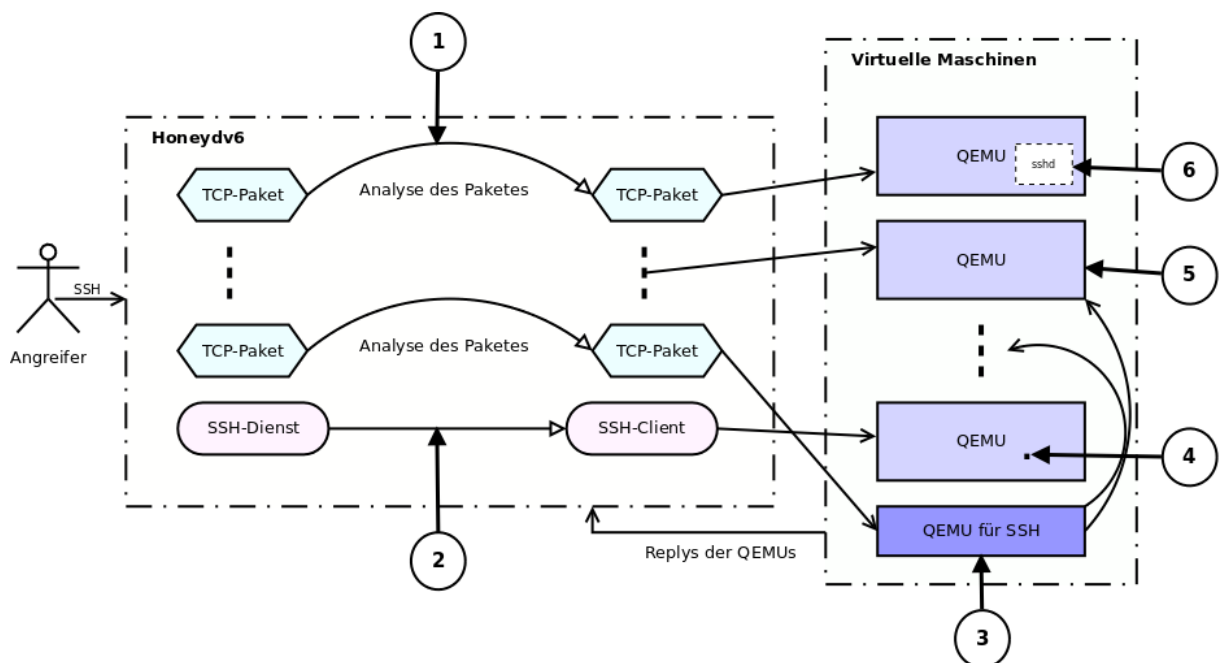 1
Virtuelle Maschinen
Honeydv6
TCP-Paket
Analyse des Paketes
TCP-Paket
QEMU
sshd
6
QEMU
5
SSH
Angreifer
TCP-Paket
Analyse des Paketes
TCP-Paket
SSH-Dienst
SSH-Client
QEMU
4
2
Replys der QEMUs
QEMU für SSH
3